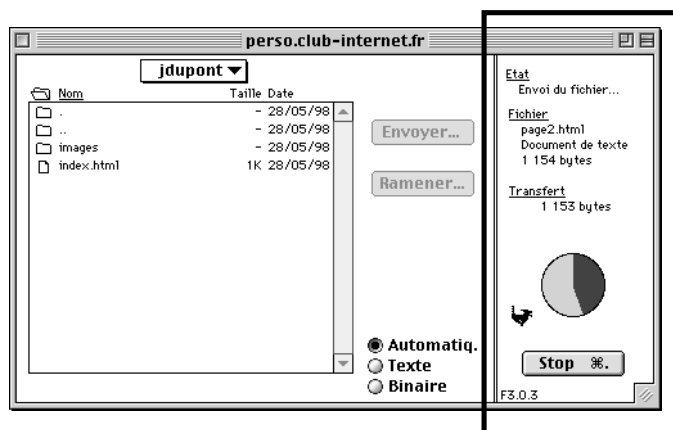 perso.club-internet.fr
jdupont
Nom Taille Date
. - 28/05/98
.. - 28/05/98
images - 28/05/98
index.html 1K 28/05/98
Envoyer...
Ramener...
Automatiq.
Texte
Binaire
Etat
Envoi du fichier...
Fichier
page2.html
Document de texte
1 154 bytes
Transfert
1 153 bytes
Stop ⌘.
F3.0.3